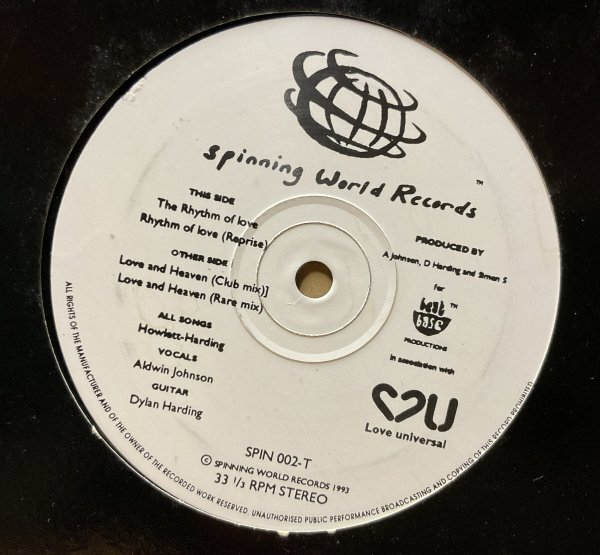 Spinning World Records
TM
THIS SIDE
The Rhythm of love
Rhythm of love (Reprise)
OTHER SIDE
Love and Heaven (Club mix)]
Love and Heaven (Rare mix)
ALL SONGS
Howlett-Harding
VOCALS
Aldwin Johnson
GUITAR
Dylan Harding
PRODUCED BY
A Johnson, D Harding and Simon S
for
TM
PRODUCTIONS
in association with
U
Love universal
SPIN 002-T
© SPINNING WORLD RECORDS 1993
33 1/3 RPM STEREO
ALL RIGHTS OF THE MANUFACTURER AND OF THE OWNER OF THE RECORDED WORK RESERVED. UNAUTHORISED PUBLIC PERFORMANCE BROADCASTING AND COPYING OF THIS RECORD PROHIBITED